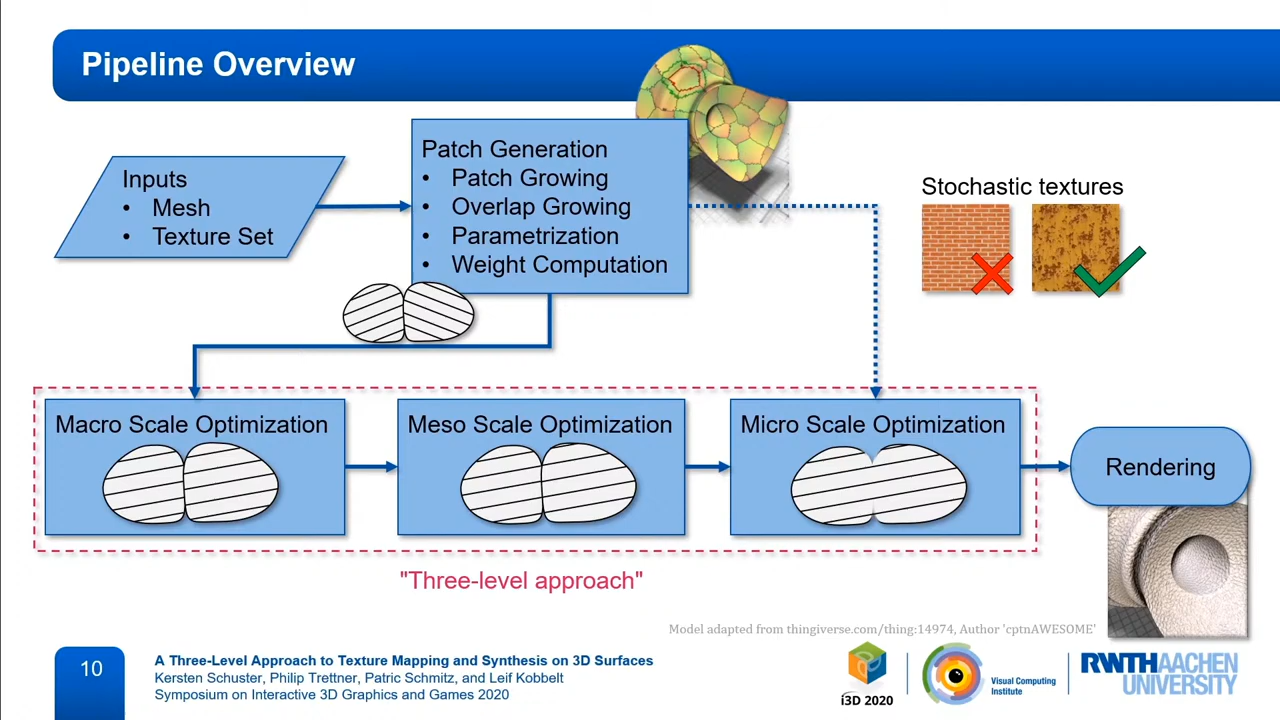 Pipeline Overview
Inputs
• Mesh
• Texture Set
Patch Generation
• Patch Growing
• Overlap Growing
• Parametrization
• Weight Computation
Stochastic textures
Macro Scale Optimization
Meso Scale Optimization
Micro Scale Optimization
Rendering
"Three-level approach"
Model adapted from thingiverse.com/thing:14974, Author 'cptnAWESOME'
10
A Three-Level Approach to Texture Mapping and Synthesis on 3D Surfaces
Kersten Schuster, Philip Trettner, Patric Schmitz, and Leif Kobbelt
Symposium on Interactive 3D Graphics and Games 2020
i3D 2020
Visual Computing
Institute
RWTHAACHEN
UNIVERSITY